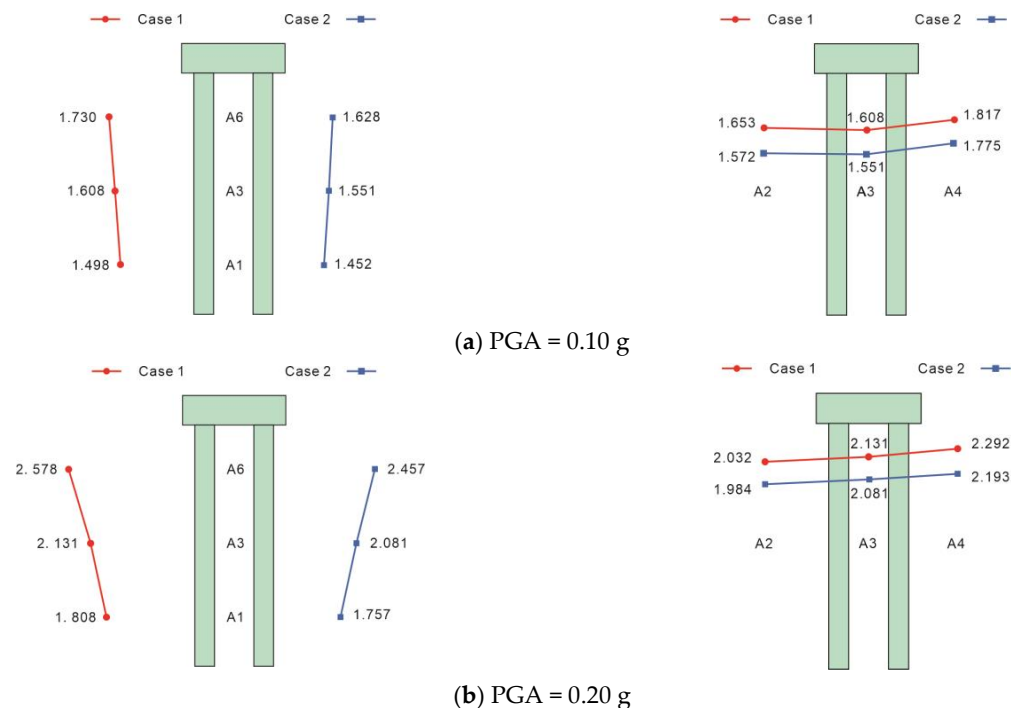 Case 1 Case 2 Case 1 Case 2
1.730 A6 1.628
1.653 1.608 1.817
1.572 1.551 1.775
1.608 A3 1.551
A2 A3 A4
1.498 A1 1.452
(a) PGA = 0.10 g
Case 1 Case 2 Case 1 Case 2
2. 578 A6 2.457
2.032 2.131 2.292
1.984 2.081 2.193
2. 131 A3 2.081
A2 A3 A4
1. 808 A1 1.757
(b) PGA = 0.20 g